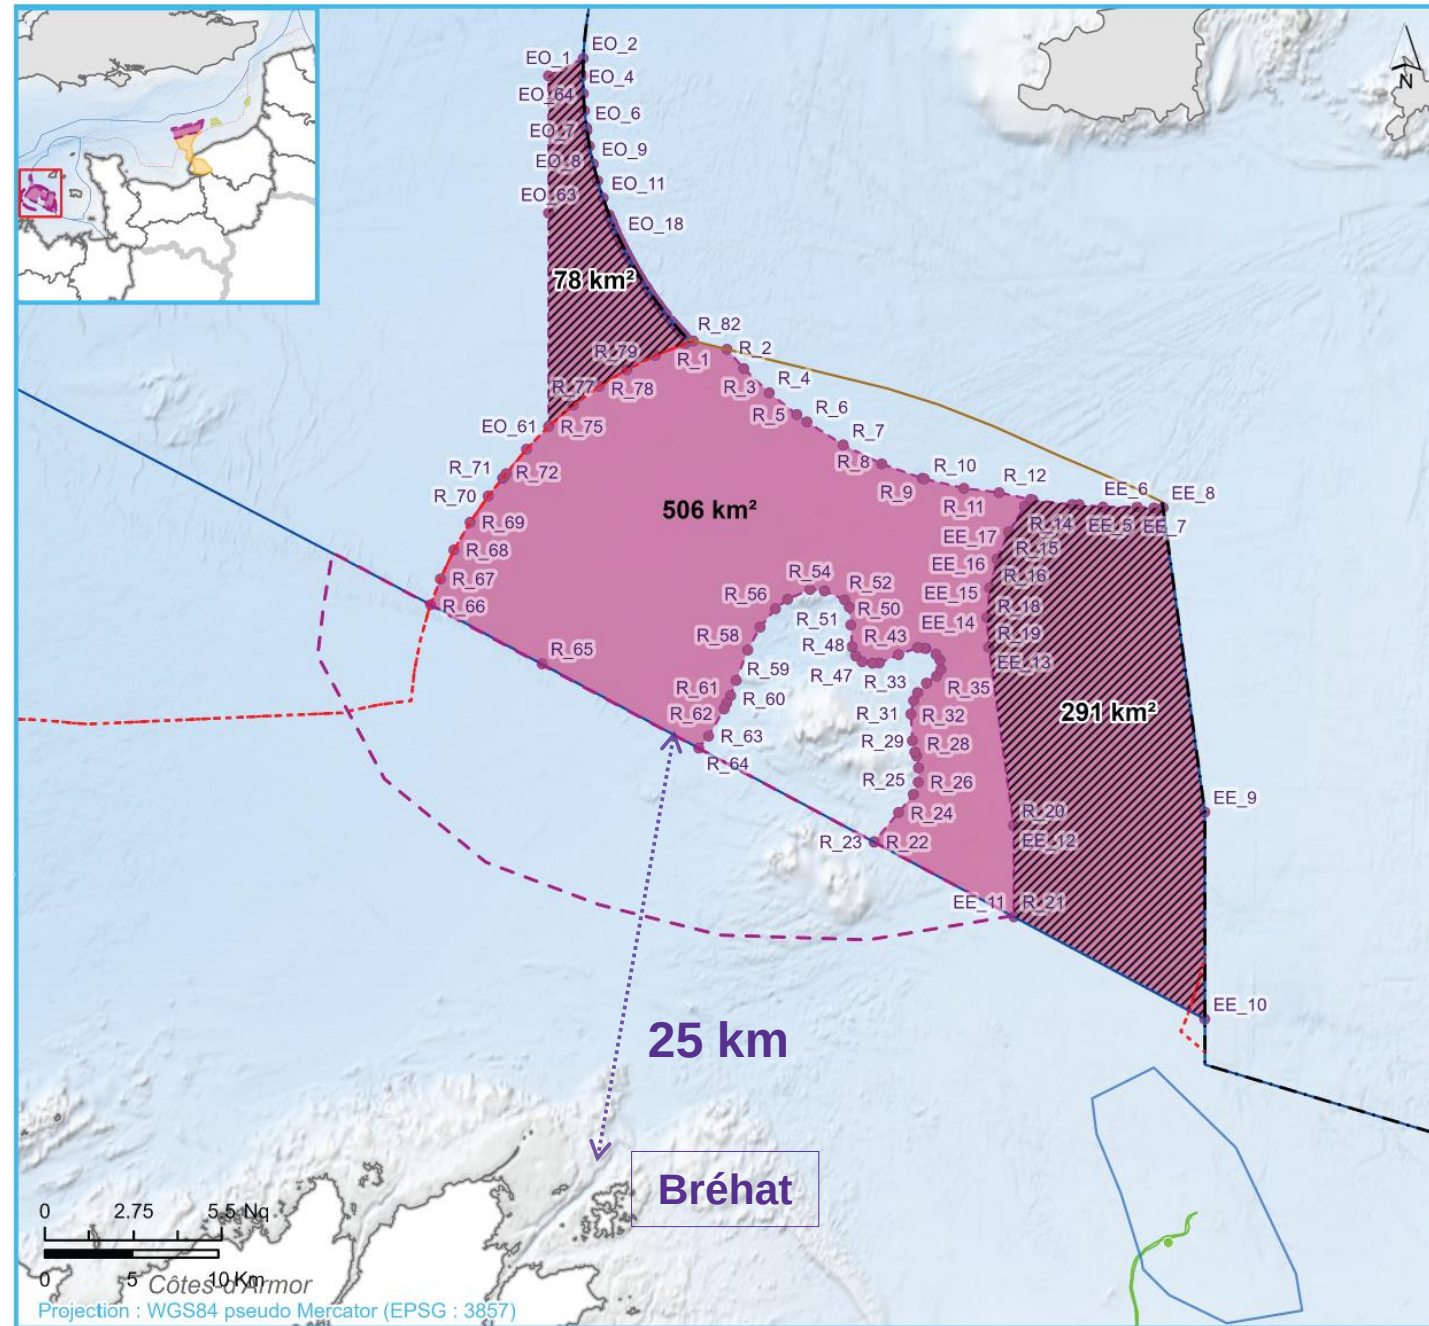 N
EO_1
EO_2
EO_4
EO_64
EO_6
EO_7
EO_9
EO_8
EO_11
EO_63
EO_18
78 km²
R_82
R_79
R_1
R_2
R_77
R_78
R_3
R_4
R_5
R_6
EO_61
R_75
R_7
R_71
R_72
R_8
R_70
R_9
R_10
R_12
EE_6
EE_8
R_11
506 km²
R_69
R_14
EE_5
EE_7
EE_17
R_15
R_68
EE_16
R_16
R_67
R_54
R_52
EE_15
R_66
R_56
R_50
R_18
R_51
EE_14
R_58
R_43
R_19
R_48
R_65
R_59
R_47
R_33
EE_13
R_61
R_60
R_35
R_62
R_31
R_32
291 km²
R_63
R_29
R_28
R_64
R_25
R_26
EE_9
R_24
R_20
R_23
R_22
EE_12
EE_11
R_21
EE_10
25 km
Bréhat
0 2.75 5.5 Nq
0 5 10 Km
Côtes-d'Armor
Projection : WGS84 pseudo Mercator (EPSG : 3857)